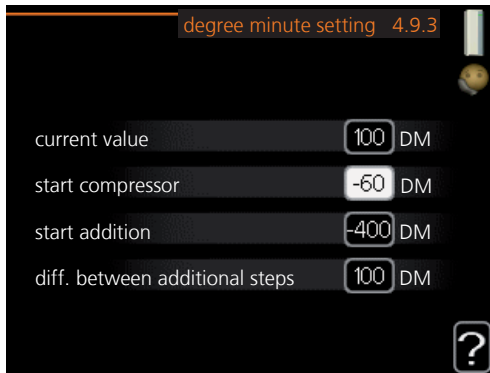 degree minute setting 4.9.3
current value 100 DM
start compressor -60 DM
start addition -400 DM
diff. between additional steps 100 DM
?